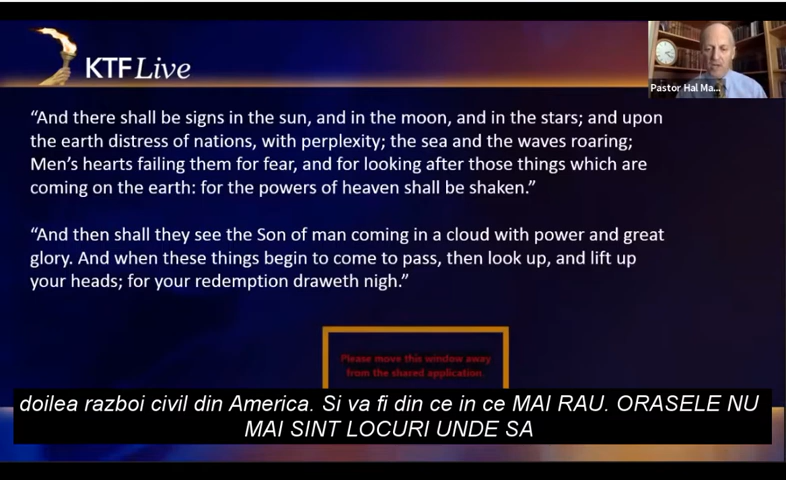 KTF Live
Pastor Hal Ma...
“And there shall be signs in the sun, and in the moon, and in the stars; and upon
the earth distress of nations, with perplexity; the sea and the waves roaring;
Men’s hearts failing them for fear, and for looking after those things which are
coming on the earth: for the powers of heaven shall be shaken.”
“And then shall they see the Son of man coming in a cloud with power and great
glory. And when these things begin to come to pass, then look up, and lift up
your heads; for your redemption draweth nigh.”
Please move this window away
from the shared application.
doilea razboi civil din America. Si va fi din ce in ce MAI RAU. ORASELE NU
MAI SINT LOCURI UNDE SA